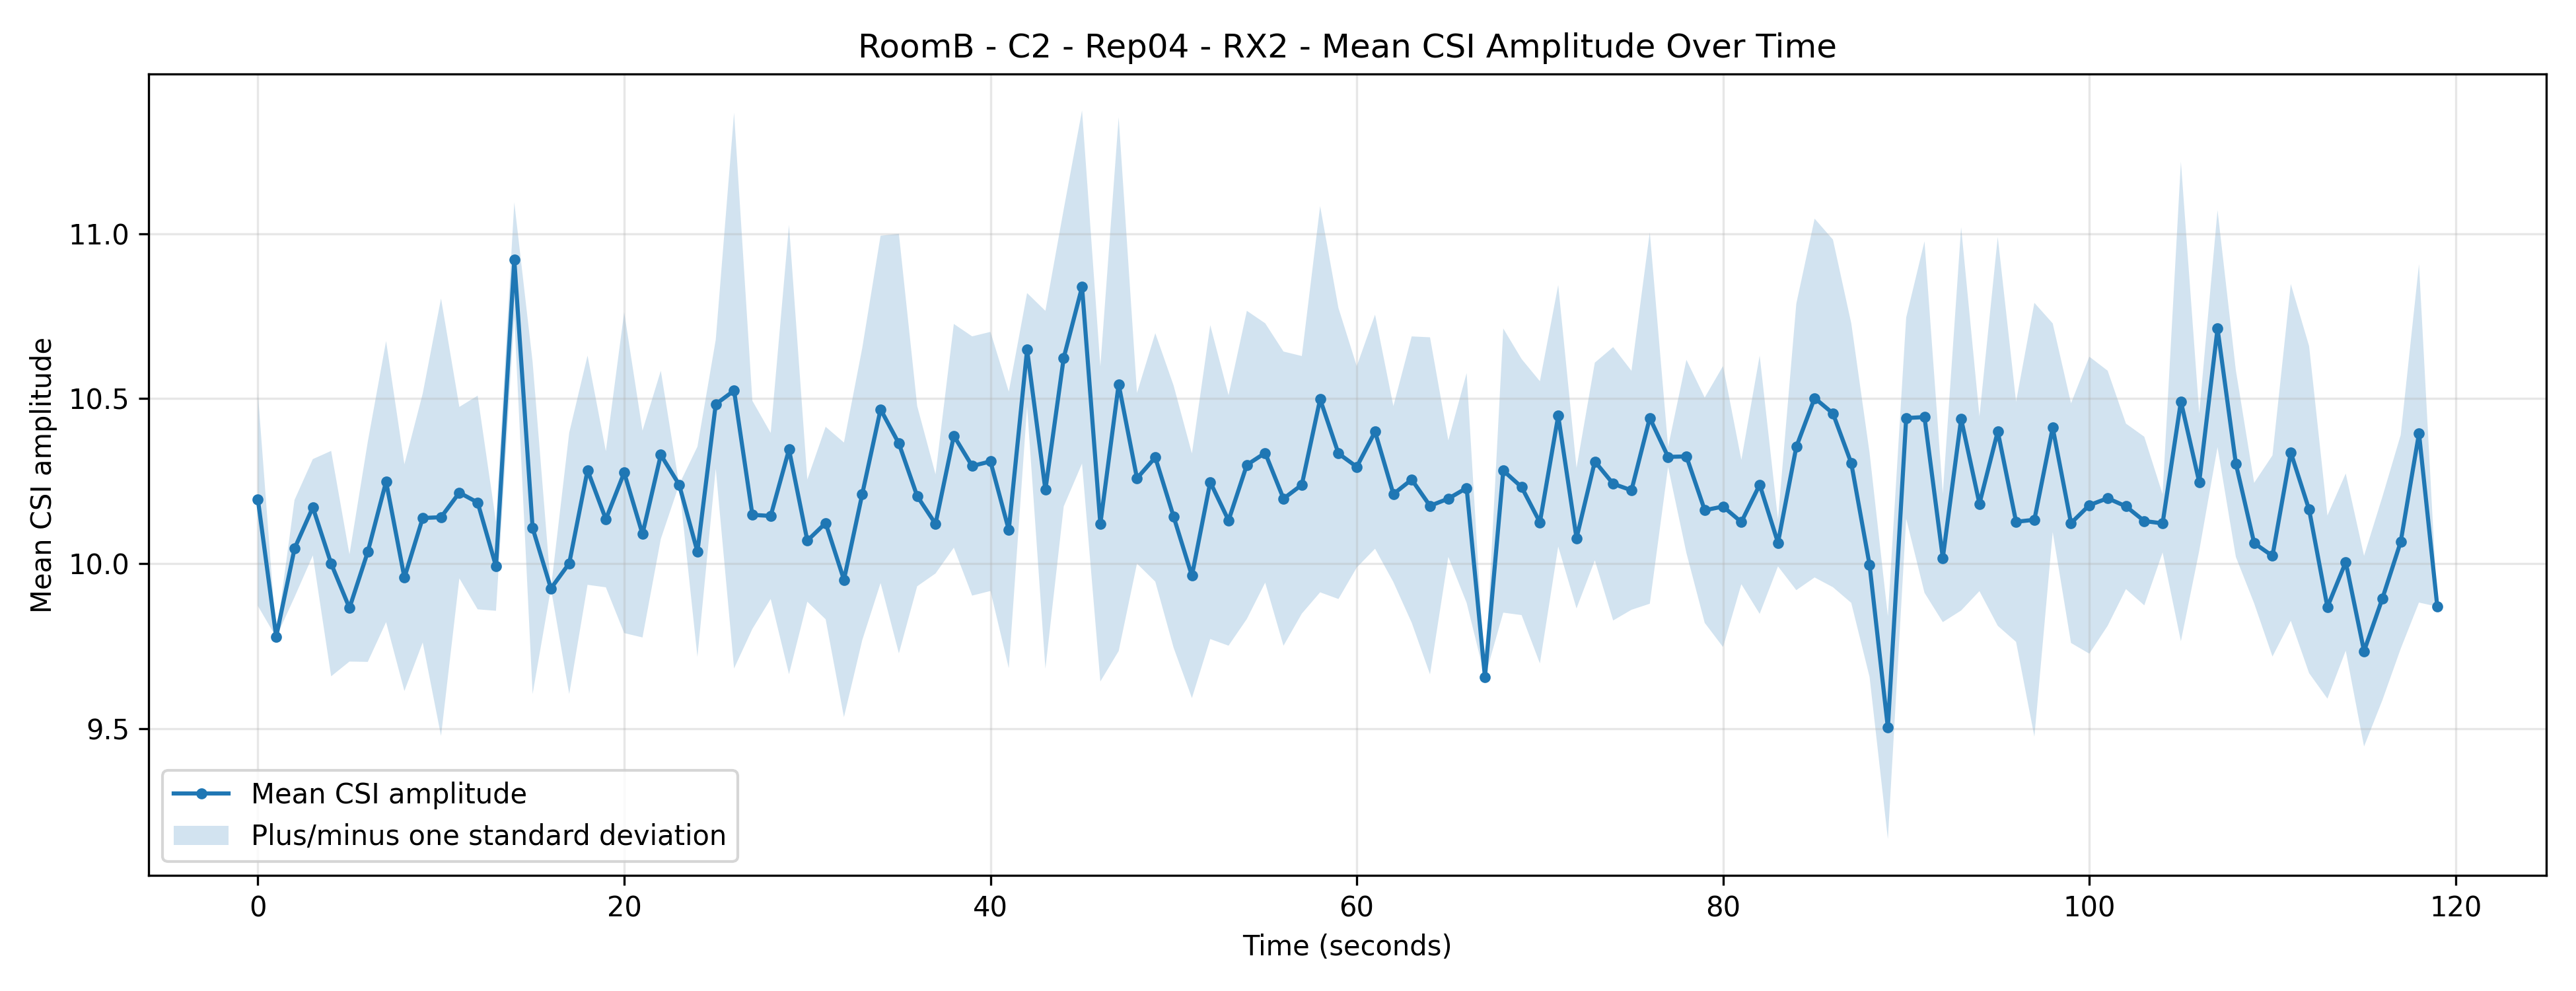 RoomB - C2 - Rep04 - RX2 - Mean CSI Amplitude Over Time
Mean CSI amplitude
11.0
10.5
10.0
9.5
Mean CSI amplitude
Plus/minus one standard deviation
0
20
40
60
80
100
120
Time (seconds)